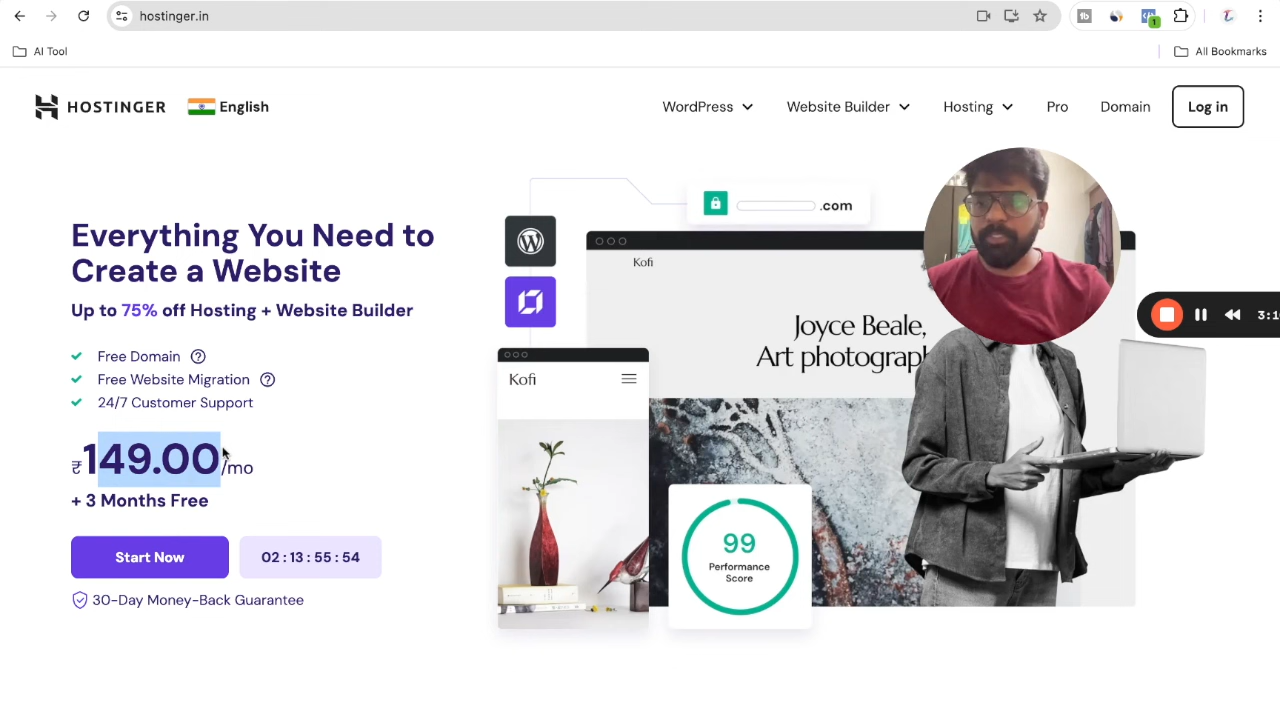 hostinger.in
AI Tool
All Bookmarks
HOSTINGER
English
WordPress
Website Builder
Hosting
Pro
Domain
Log in
.com
Kofi
Everything You Need to
Create a Website
Up to 75% off Hosting + Website Builder
Free Domain
Free Website Migration
24/7 Customer Support
₹149.00/mo
+ 3 Months Free
Start Now
02 : 13 : 55 : 54
30-Day Money-Back Guarantee
Joyce Beale,
Art photograp
Kofi
99
Performance
Score
1